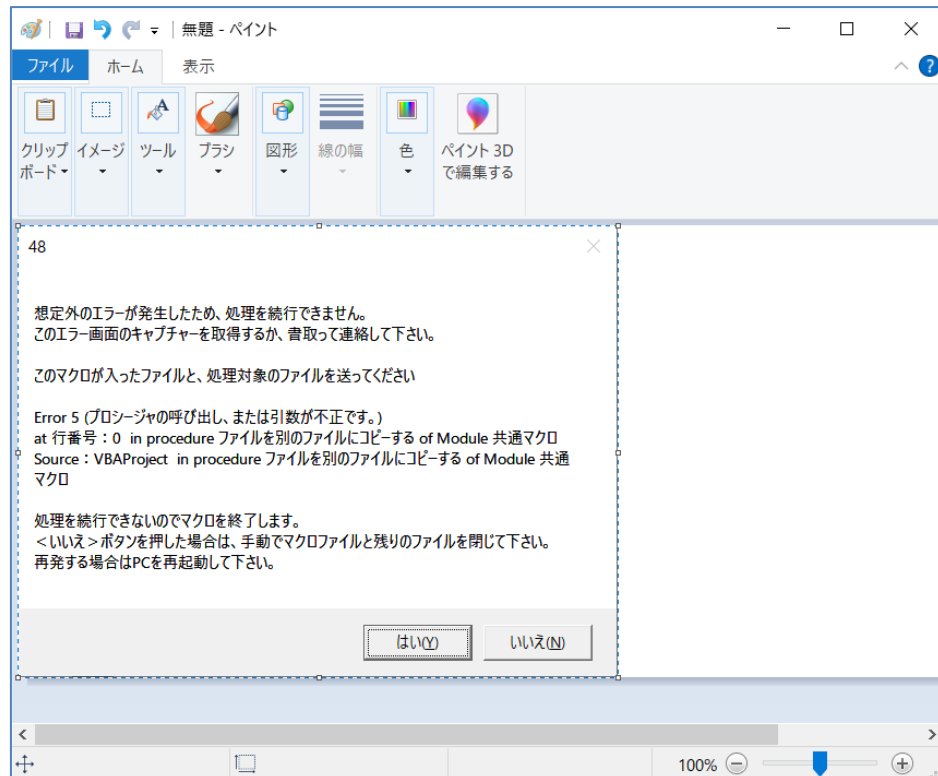 無題 - ペイント
ファイル
ホーム
表示
クリップ
ボード
イメージ
ツール
ブラシ
図形
線の幅
色
ペイント 3D
で編集する
48
想定外のエラーが発生したため、処理を続行できません。
このエラー画面のキャプチャーを取得するか、書取って連絡して下さい。
このマクロが入ったファイルと、処理対象のファイルを送ってください
Error 5 (プロシージャの呼び出し、または引数が不正です。)
at 行番号：0 in procedure ファイルを別のファイルにコピーする of Module 共通マクロ
Source：VBAProject in procedure ファイルを別のファイルにコピーする of Module 共通
マクロ
処理を続行できないのでマクロを終了します。
＜いいえ＞ボタンを押した場合は、手動でマクロファイルと残りのファイルを閉じて下さい。
再発する場合はPCを再起動して下さい。
はい(Y)
いいえ(N)
100%